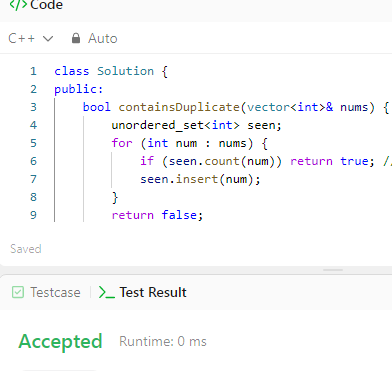 </> Code
C++ Auto
1 class Solution {
2 public:
3 bool containsDuplicate(vector<int>& nums) {
4 unordered_set<int> seen;
5 for (int num : nums) {
6 if (seen.count(num)) return true; //
7 seen.insert(num);
8 }
9 return false;
Saved
Testcase | >_ Test Result
Accepted Runtime: 0 ms